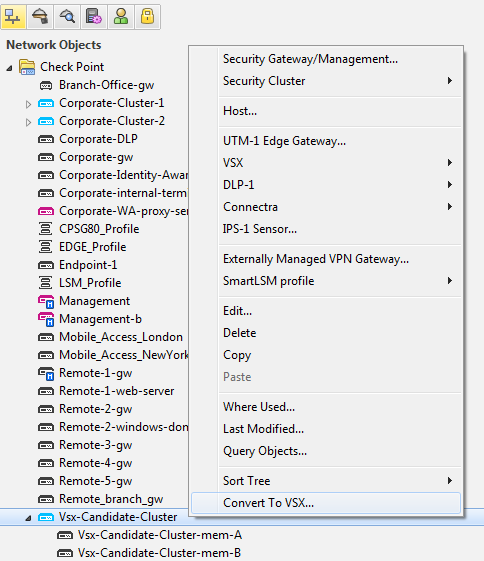 Network Objects
Check Point
Branch-Office-gw
Corporate-Cluster-1
Corporate-Cluster-2
Corporate-DLP
Corporate-gw
Corporate-Identity-Awar
Corporate-internal-term
Corporate-WA-proxy-ser
CPSG80_Profile
EDGE_Profile
Endpoint-1
LSM_Profile
Management
Management-b
Mobile_Access_London
Mobile_Access_NewYork
Remote-1-gw
Remote-1-web-server
Remote-2-gw
Remote-2-windows-don
Remote-3-gw
Remote-4-gw
Remote-5-gw
Remote_branch_gw
Vsx-Candidate-Cluster
Vsx-Candidate-Cluster-mem-A
Vsx-Candidate-Cluster-mem-B
Security Gateway/Management...
Security Cluster
Host...
UTM-1 Edge Gateway...
VSX
DLP-1
Connectra
IPS-1 Sensor...
Externally Managed VPN Gateway...
SmartLSM profile
Edit...
Delete
Copy
Paste
Where Used...
Last Modified...
Query Objects...
Sort Tree
Convert To VSX...